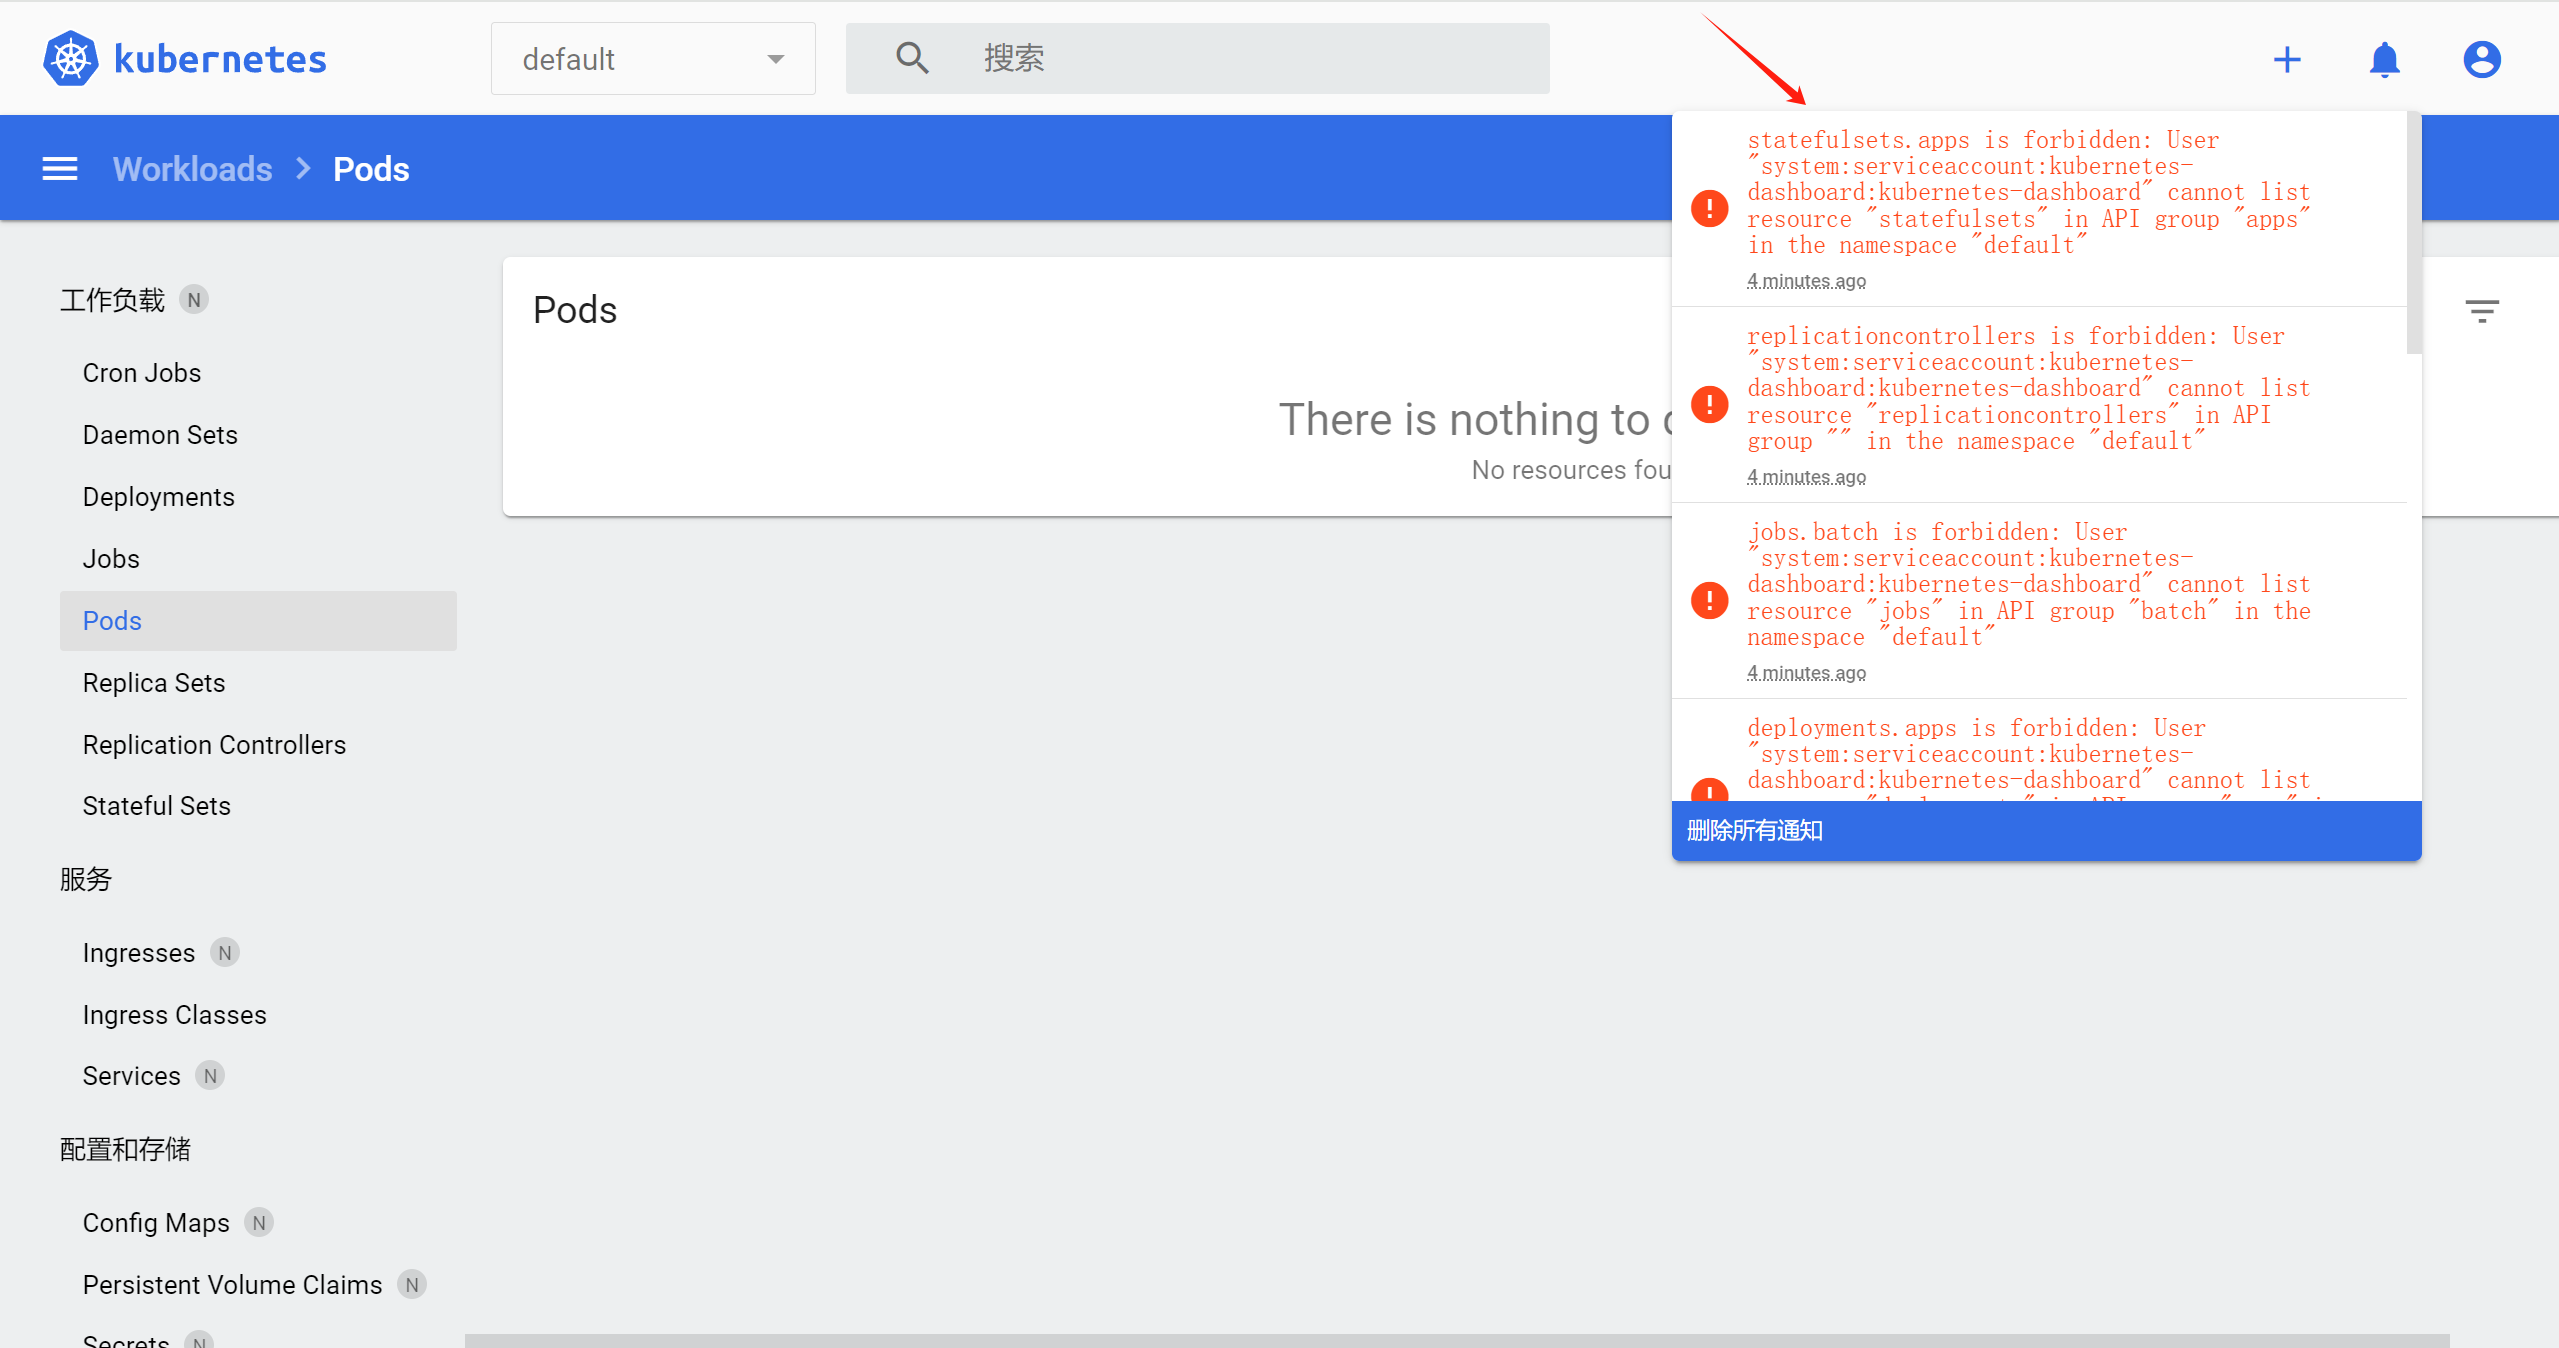 kubernetes
default
搜索
Workloads
Pods
工作负载 N
Cron Jobs
Daemon Sets
Deployments
Jobs
Pods
Replica Sets
Replication Controllers
Stateful Sets
服务
Ingresses N
Ingress Classes
Services N
配置和存储
Config Maps N
Persistent Volume Claims N
Secrets N
Pods
There is nothing to
No resources fou
statefulsets.apps is forbidden: User
"system:serviceaccount:kubernetes-
dashboard:kubernetes-dashboard" cannot list
resource "statefulsets" in API group "apps"
in the namespace "default"
4 minutes ago
replicationcontrollers is forbidden: User
"system:serviceaccount:kubernetes-
dashboard:kubernetes-dashboard" cannot list
resource "replicationcontrollers" in API
group "" in the namespace "default"
4 minutes ago
jobs.batch is forbidden: User
"system:serviceaccount:kubernetes-
dashboard:kubernetes-dashboard" cannot list
resource "jobs" in API group "batch" in the
namespace "default"
4 minutes ago
deployments.apps is forbidden: User
"system:serviceaccount:kubernetes-
dashboard:kubernetes-dashboard" cannot list
删除所有通知